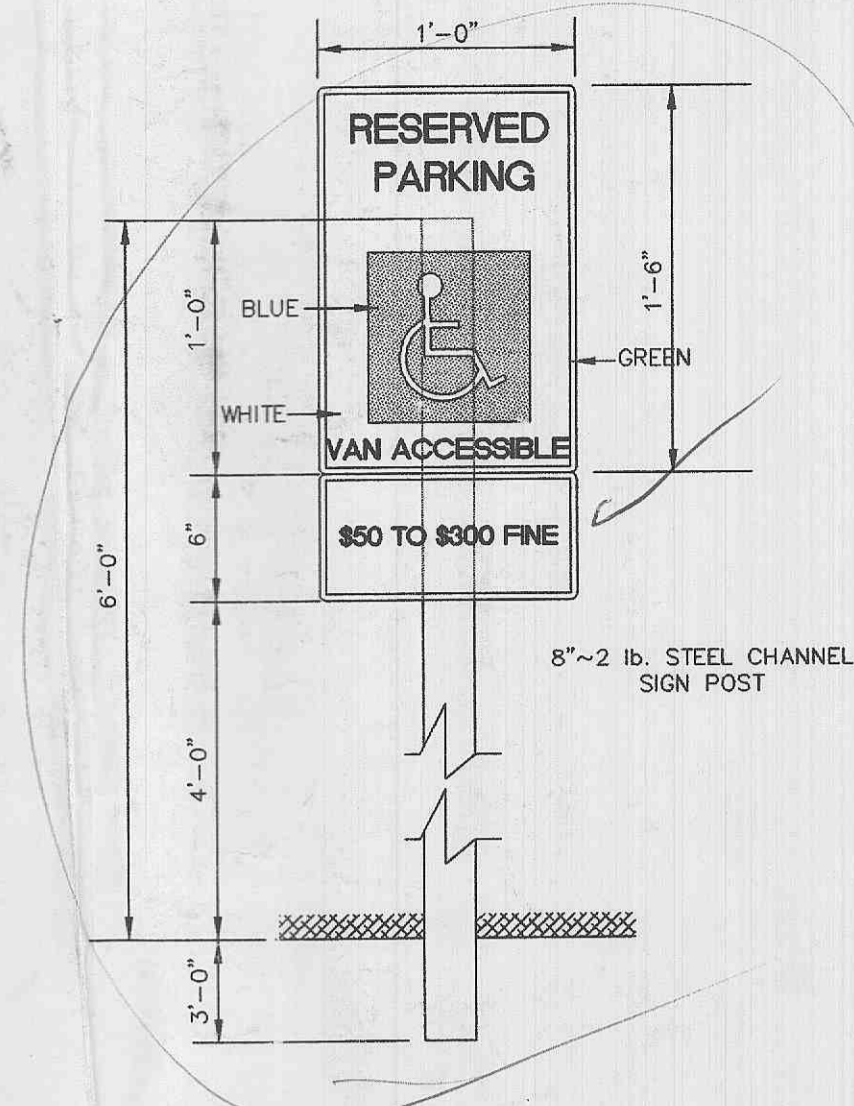 1'-0"
RESERVED
PARKING
1'-0"
BLUE
1'-6"
GREEN
WHITE
VAN ACCESSIBLE
6"
$50 TO $300 FINE
6'-0"
8"~2 lb. STEEL CHANNEL
SIGN POST
4'-0"
3'-0"